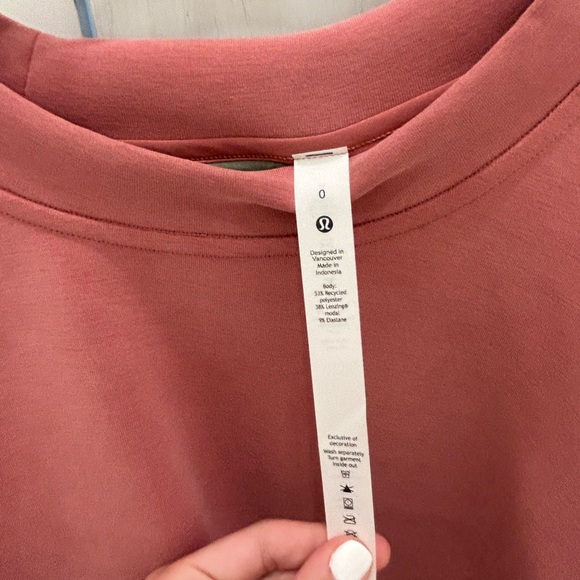 0
Designed in
Vancouver
Made in
Indonesia
Body:
53% Recycled
polyester
38% Lenzing®
modal
9% Elastane
Exclusive of
decoration
Wash separately
Turn garment
inside out